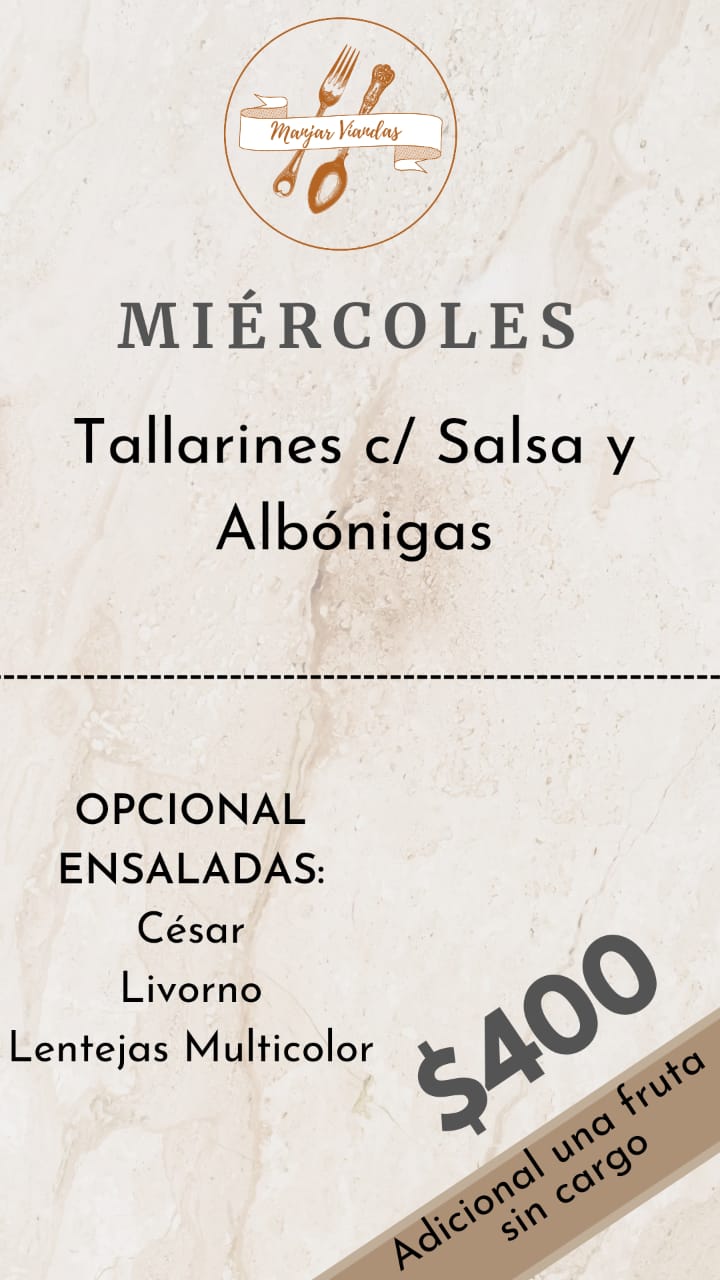 Manjar Viandas
MIÉRCOLES
Tallarines c/ Salsa y
Albónigas
OPCIONAL
ENSALADAS:
César
Livorno
Lentejas Multicolor
$400
Adicional una fruta
sin cargo